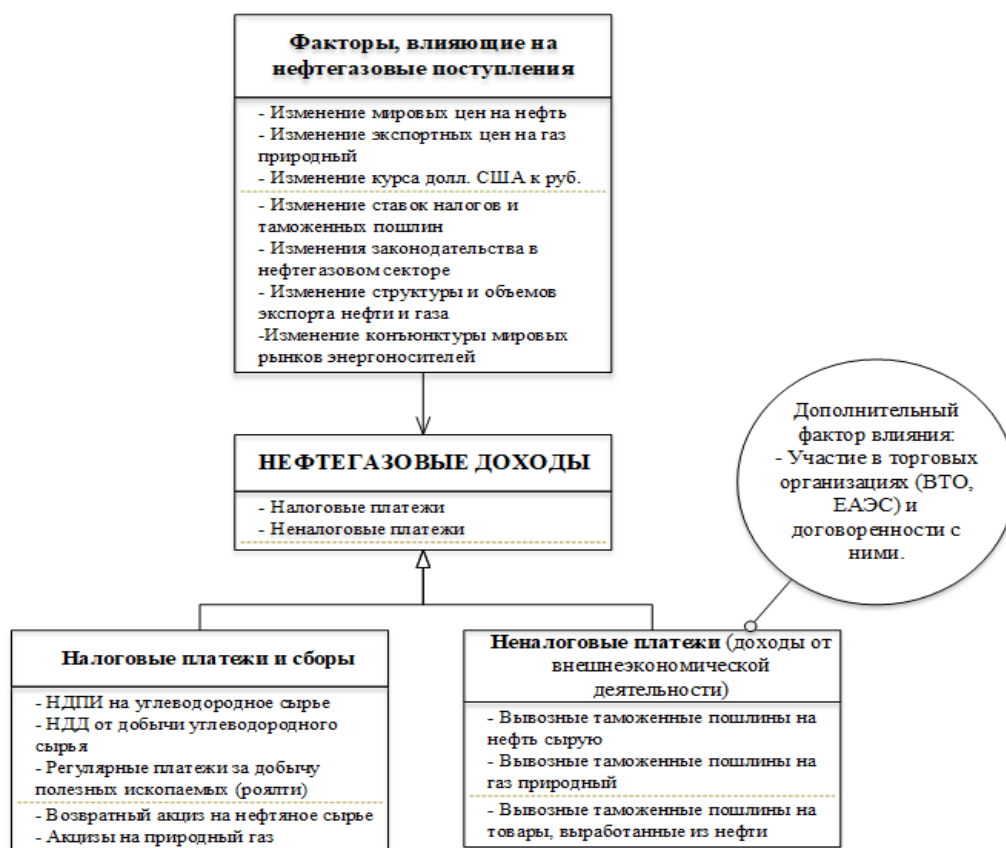 Факторы, влияющие на
нефтегазовые поступления
- Изменение мировых цен на нефть
- Изменение экспортных цен на газ
природный
- Изменение курса долл. США к руб.
- Изменение ставок налогов и
таможенных пошлин
- Изменения законодательства в
нефтегазовом секторе
- Изменение структуры и объемов
экспорта нефти и газа
-Изменение конъюнктуры мировых
рынков энергоносителей
НЕФТЕГАЗОВЫЕ ДОХОДЫ
- Налоговые платежи
- Неналоговые платежи
Дополнительный
фактор влияния:
- Участие в торговых
организациях (ВТО,
ЕАЭС) и
договоренности с
ними.
Налоговые платежи и сборы
- НДПИ на углеводородное сырье
- НДД от добычи углеводородного
сырья
- Регулярные платежи за добычу
полезных ископаемых (роялти)
- Возвратный акциз на нефтяное сырье
- Акцизы на природный газ
Неналоговые платежи (доходы от
внешнеэкономической
деятельности)
- Вывозные таможенные пошлины на
нефть сырую
- Вывозные таможенные пошлины на
газ природный
- Вывозные таможенные пошлины на
товары, выработанные из нефти